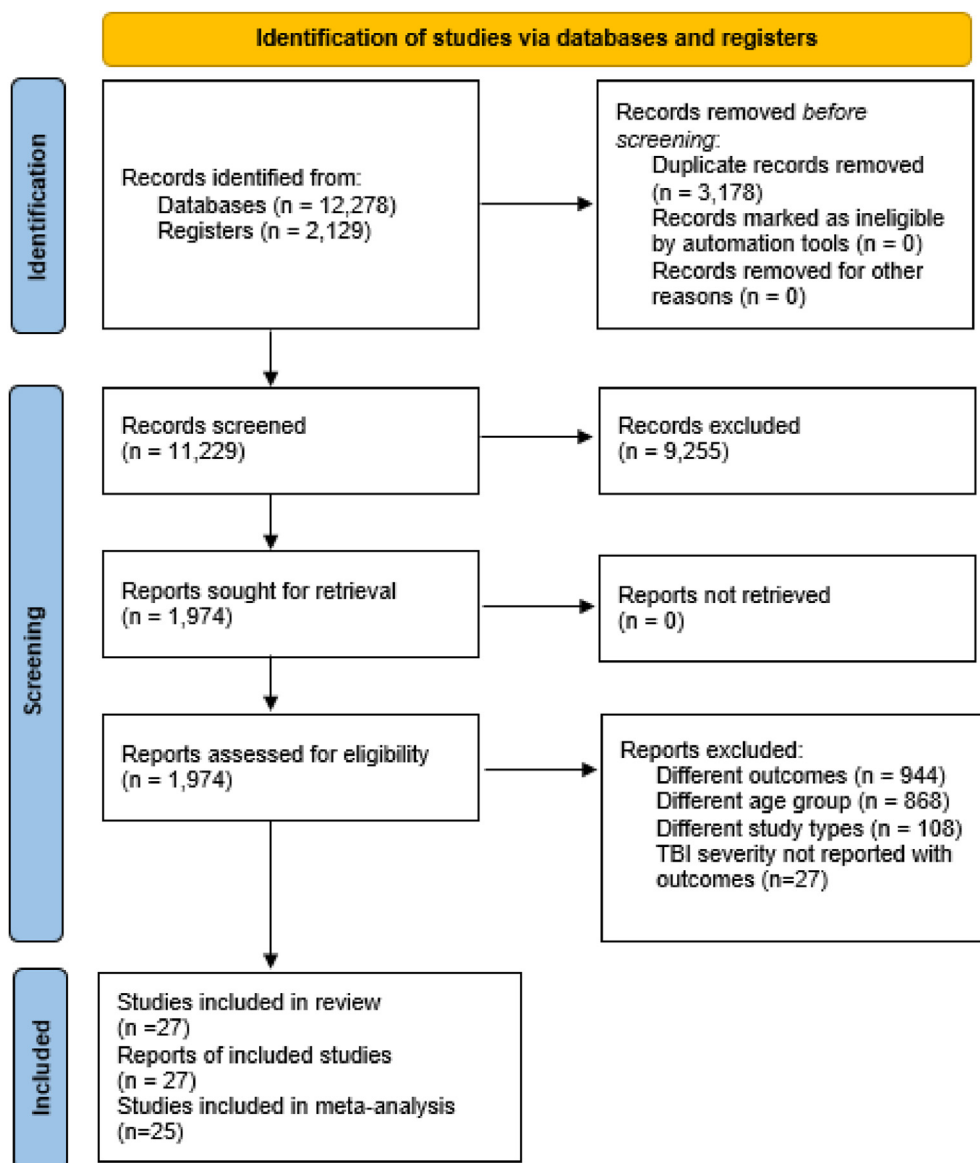 Identification of studies via databases and registers
Identification
Records identified from:
Databases (n = 12,278)
Registers (n = 2,129)
Records removed before
screening:
Duplicate records removed
(n = 3,178)
Records marked as ineligible
by automation tools (n = 0)
Records removed for other
reasons (n = 0)
Screening
Records screened
(n = 11,229)
Records excluded
(n = 9,255)
Reports sought for retrieval
(n = 1,974)
Reports not retrieved
(n = 0)
Reports assessed for eligibility
(n = 1,974)
Reports excluded:
Different outcomes (n = 944)
Different age group (n = 868)
Different study types (n = 108)
TBI severity not reported with
outcomes (n=27)
Included
Studies included in review
(n =27)
Reports of included studies
(n = 27)
Studies included in meta-analysis
(n=25)